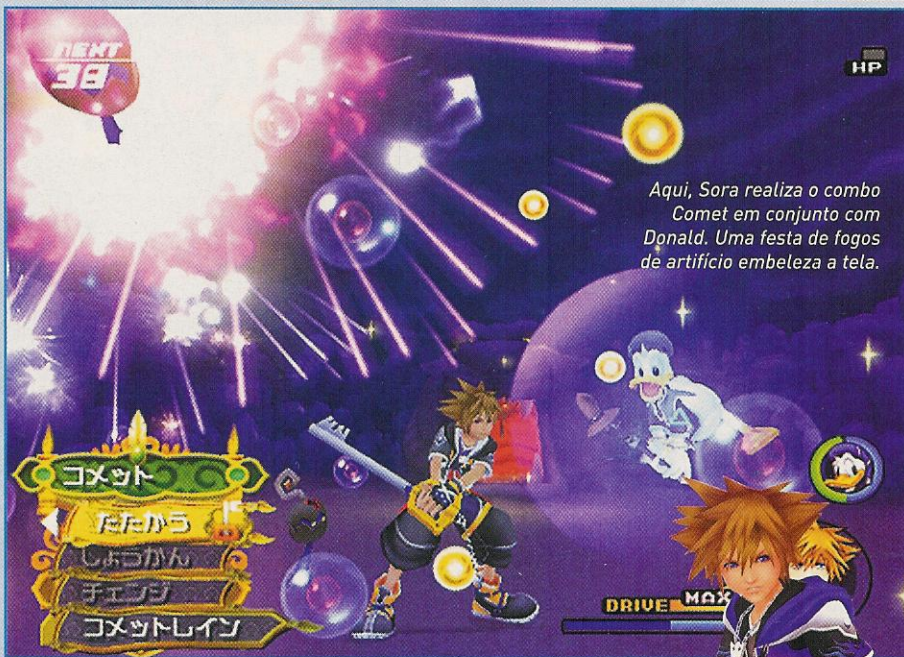 NEXT
38
HP
Aqui, Sora realiza o combo
Comet em conjunto com
Donald. Uma festa de fogos
de artifício embeleza a tela.
コメット
たたかう
しょうかん
チェンジ
コメットレイン
DRIVE MAX